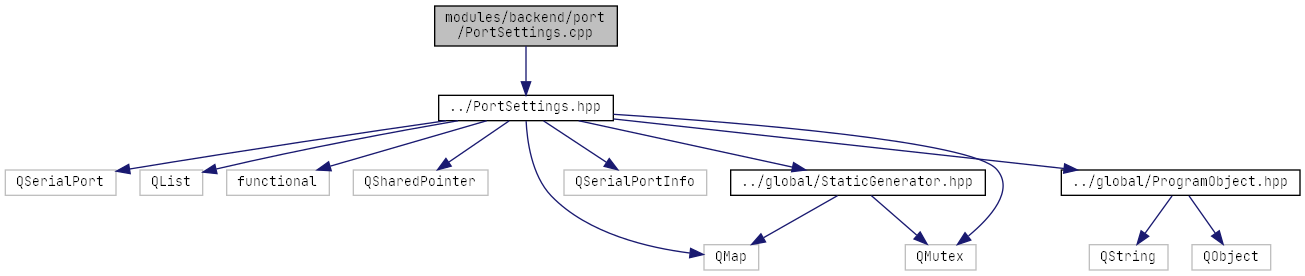 modules/backend/port
/PortSettings.cpp
../PortSettings.hpp
QSerialPort
QList
functional
QSharedPointer
QSerialPortInfo
../global/StaticGenerator.hpp
../global/ProgramObject.hpp
QMap
QMutex
QString
QObject